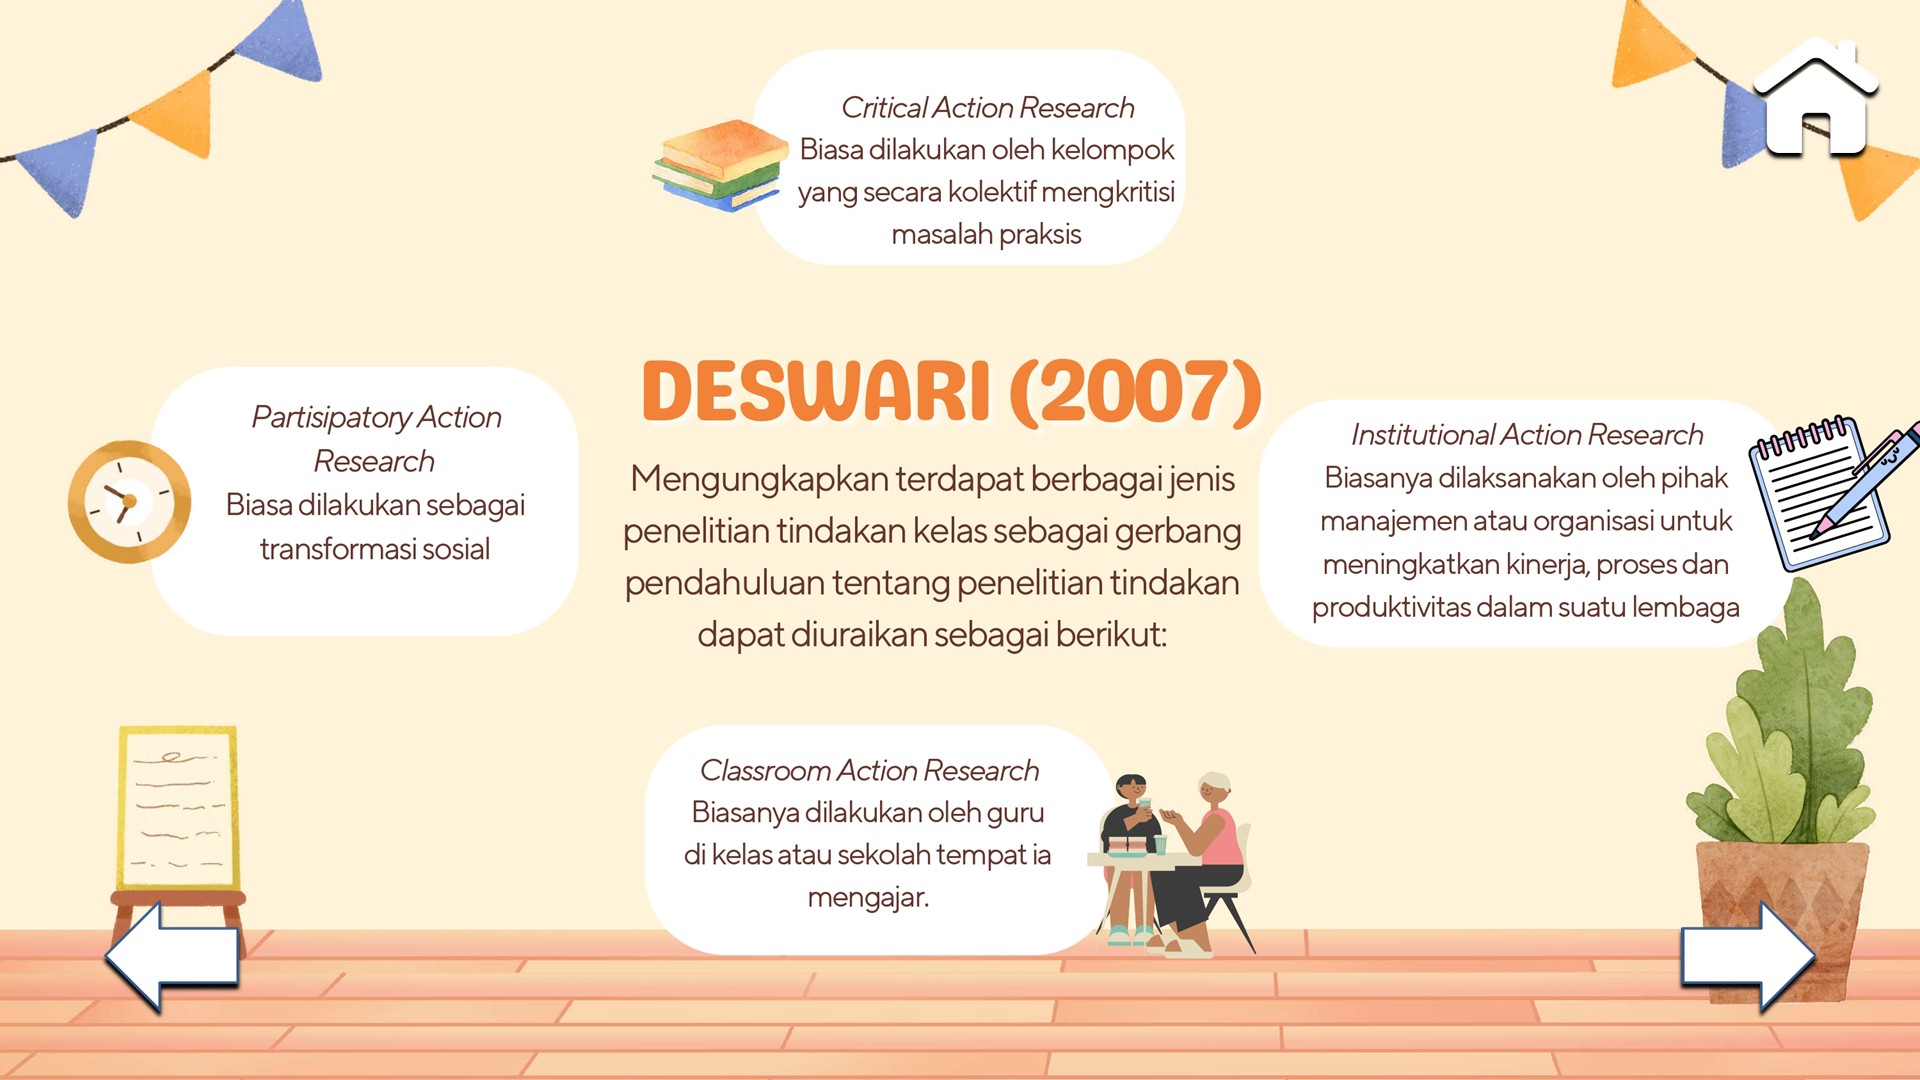 Critical Action Research
Biasa dilakukan oleh kelompok
yang secara kolektif mengkritisi
masalah praksis
DESWARI (2007)
Mengungkapkan terdapat berbagai jenis
penelitian tindakan kelas sebagai gerbang
pendahuluan tentang penelitian tindakan
dapat diuraikan sebagai berikut:
Partisipatory Action
Research
Biasa dilakukan sebagai
transformasi sosial
Institutional Action Research
Biasanya dilaksanakan oleh pihak
manajemen atau organisasi untuk
meningkatkan kinerja, proses dan
produktivitas dalam suatu lembaga
Classroom Action Research
Biasanya dilakukan oleh guru
di kelas atau sekolah tempat ia
mengajar.